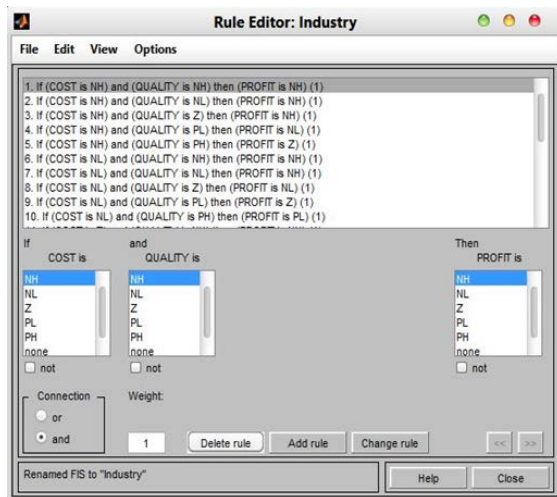 Rule Editor: Industry
File Edit View Options
1. If (COST is NH) and (QUALITY is NH) then (PROFIT is NH) (1)
2. If (COST is NH) and (QUALITY is NL) then (PROFIT is NH) (1)
3. If (COST is NH) and (QUALITY is Z) then (PROFIT is NH) (1)
4. If (COST is NH) and (QUALITY is PL) then (PROFIT is NL) (1)
5. If (COST is NH) and (QUALITY is PH) then (PROFIT is Z) (1)
6. If (COST is NL) and (QUALITY is NH) then (PROFIT is NH) (1)
7. If (COST is NL) and (QUALITY is NL) then (PROFIT is NH) (1)
8. If (COST is NL) and (QUALITY is Z) then (PROFIT is NL) (1)
9. If (COST is NL) and (QUALITY is PL) then (PROFIT is Z) (1)
10. If (COST is NL) and (QUALITY is PH) then (PROFIT is PL) (1)
If and Then
COST is QUALITY is PROFIT is
NH NH NH
NL NL NL
Z Z Z
PL PL PL
PH PH PH
none none none
not not not
Connection Weight:
or
and 1 Delete rule Add rule Change rule << >>
Renamed FIS to "Industry" Help Close